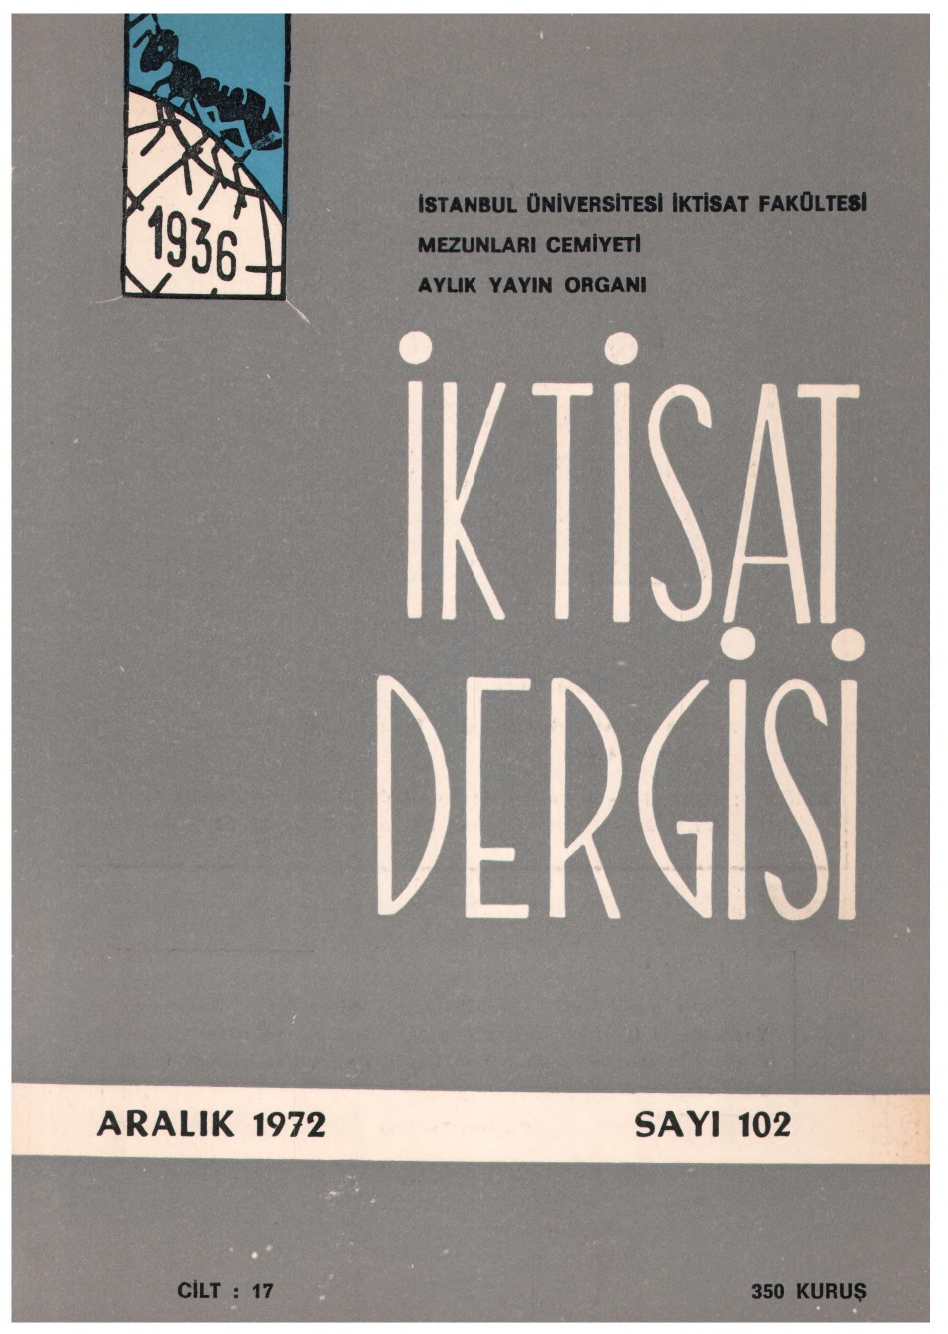 1936
İSTANBUL ÜNİVERSİTESİ İKTİSAT FAKÜLTESİ
MEZUNLARI CEMİYETİ
AYLIK YAYIN ORGANI
İKTİSAT
DERGİSİ
ARALIK 1972 SAYI 102
CİLT : 17 350 KURUŞ